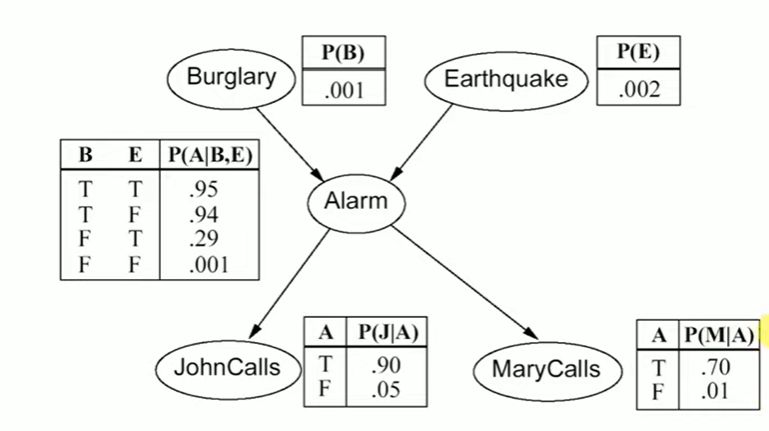 P(B)
.001
Burglary
P(E)
.002
Earthquake
B E P(A|B,E)
T T .95
T F .94
F T .29
F F .001
Alarm
A P(J|A)
T .90
F .05
JohnCalls
A P(M|A)
T .70
F .01
MaryCalls